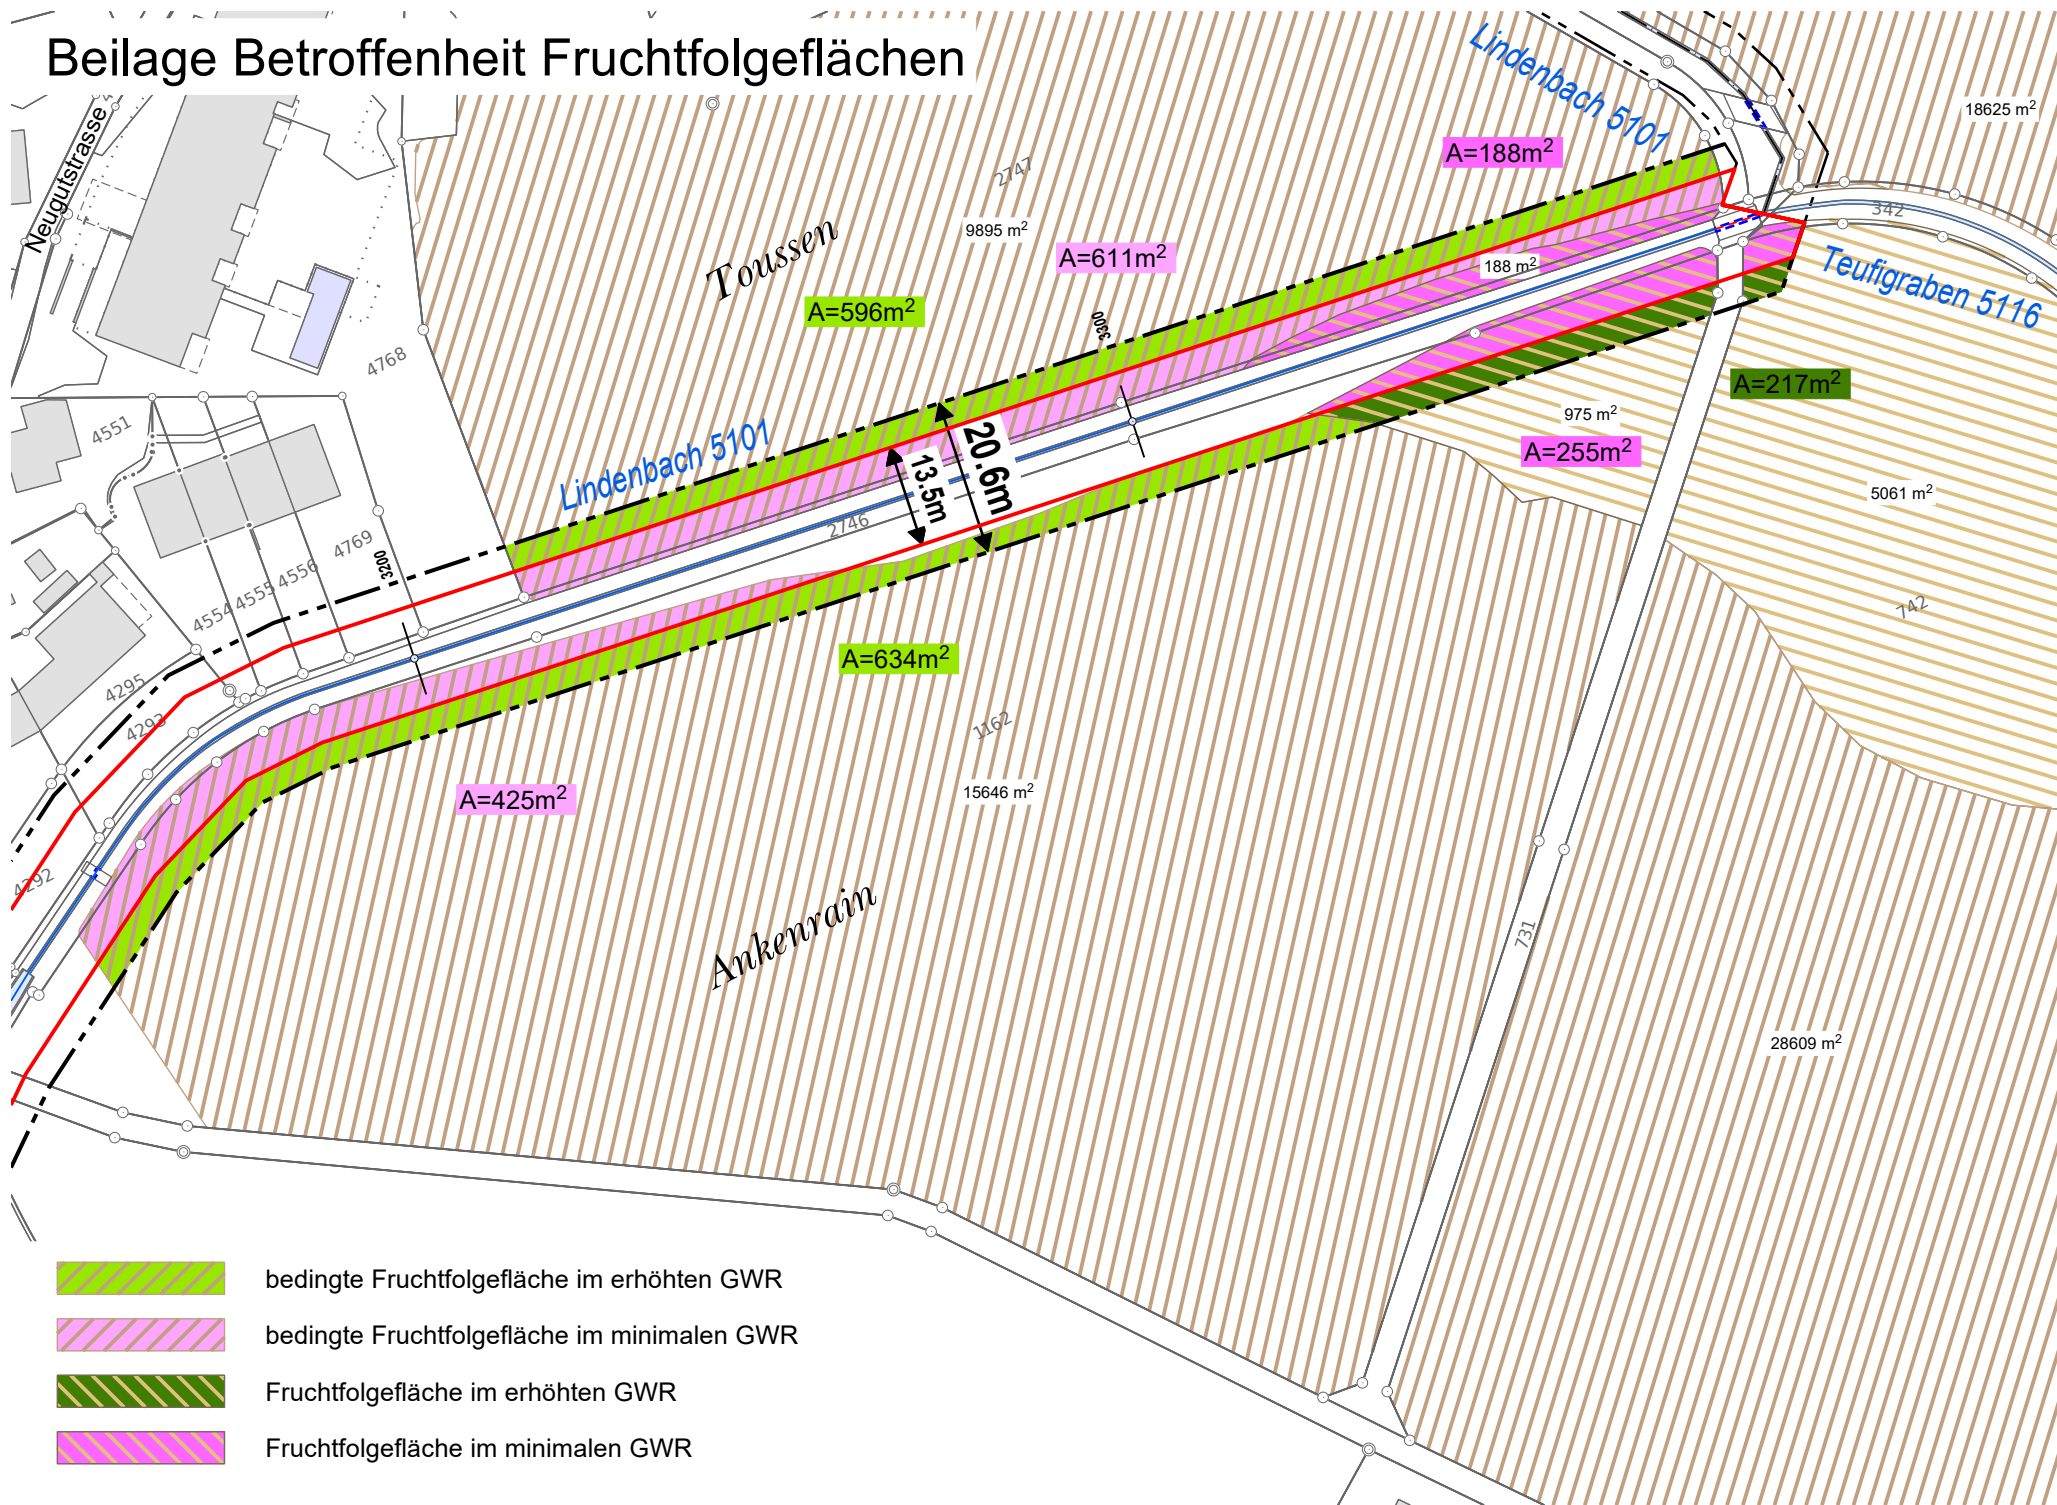 Beilage Betroffenheit Fruchtfolgeflächen
Neugutstrasse
Lindenbach 5101
18625 m²
A=188m²
2747
9895 m²
Toussen
A=611m²
342
188 m²
Teufigraben 5116
A=596m²
3300
4768
A=217m²
975 m²
4551
Lindenbach 5101
20.6m
13.5m
A=255m²
5061 m²
2746
4769
3200
4556
4555
4554
742
A=634m²
4295
4293
1162
A=425m²
15646 m²
4292
Ankenrain
731
28609 m²
bedingte Fruchtfolgefläche im erhöhten GWR
bedingte Fruchtfolgefläche im minimalen GWR
Fruchtfolgefläche im erhöhten GWR
Fruchtfolgefläche im minimalen GWR